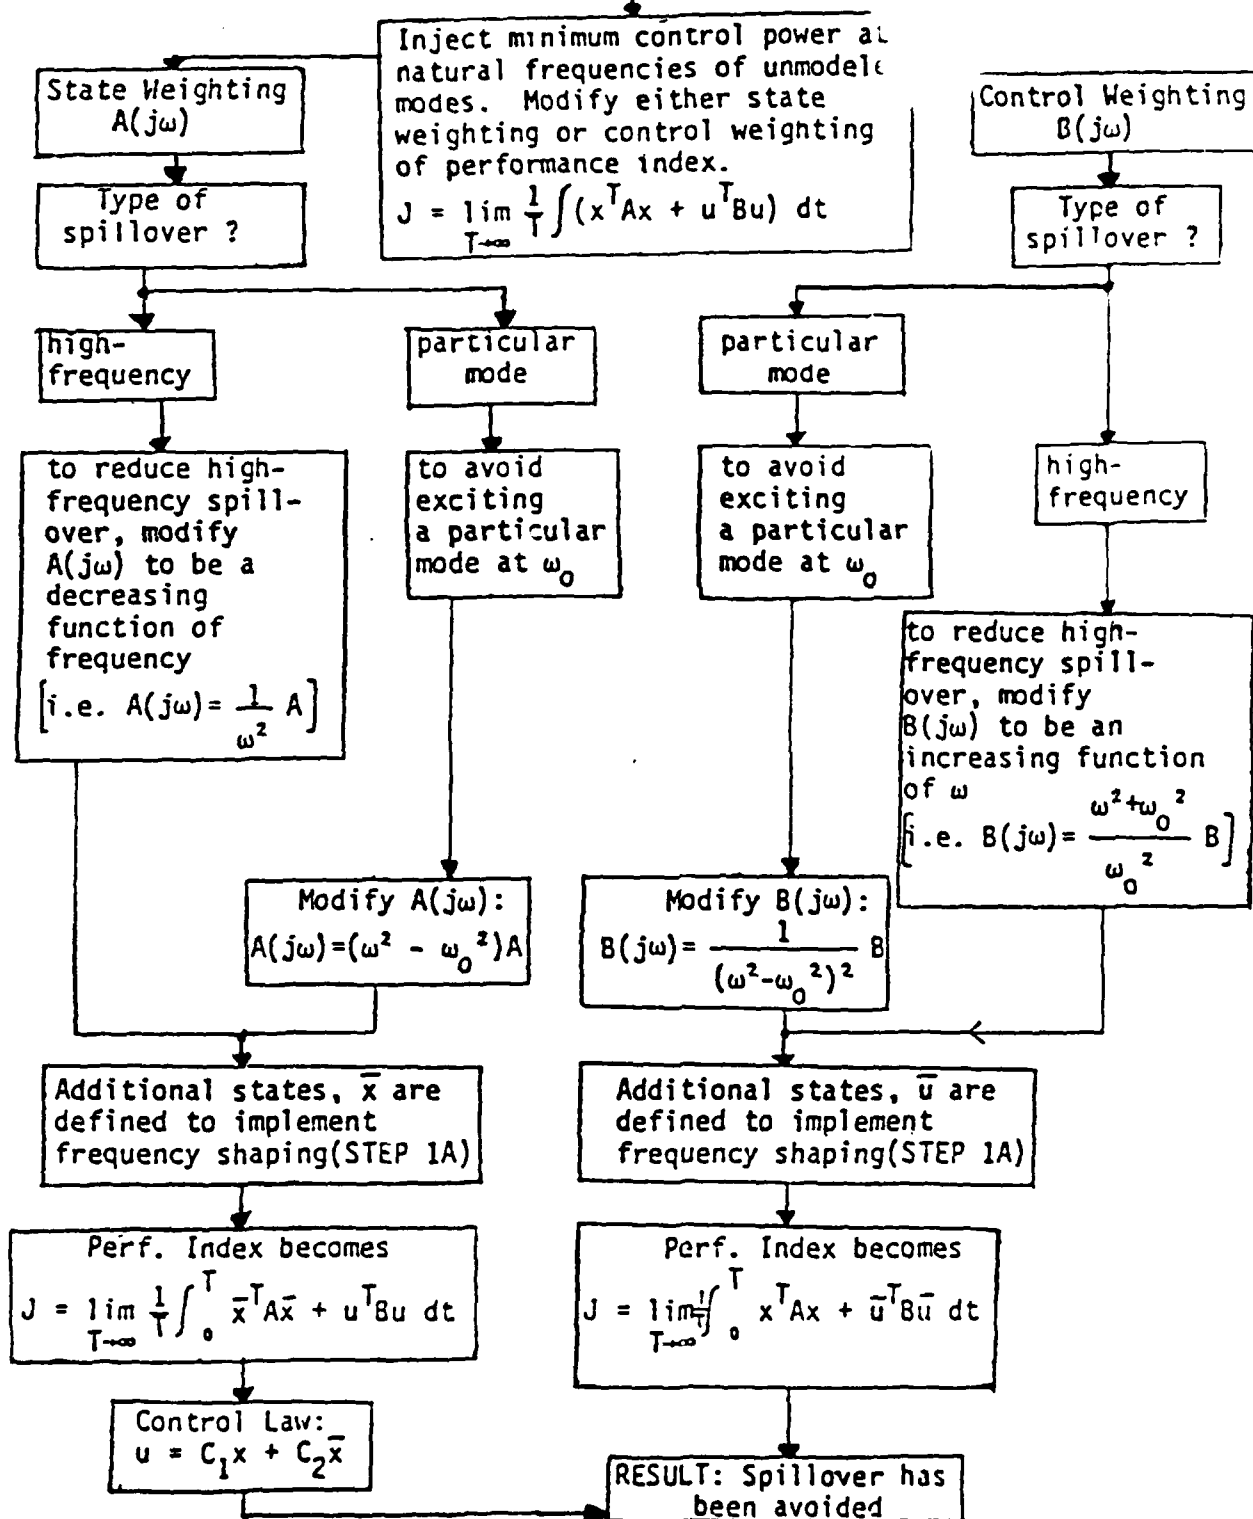 Inject minimum control power at
natural frequencies of unmodele
modes. Modify either state
weighting or control weighting
of performance index.
J = lim T→∞ 1/T ∫(xᵀAx + uᵀBu) dt
State Weighting
A(jω)
Type of
spillover ?
high-
frequency
particular
mode
to reduce high-
frequency spill-
over, modify
A(jω) to be a
decreasing
function of
frequency
[i.e. A(jω)= 1/ω² A]
to avoid
exciting
a particular
mode at ω₀
Modify A(jω):
A(jω)=(ω² - ω₀²)A
Additional states, x̄ are
defined to implement
frequency shaping(STEP 1A)
Perf. Index becomes
J = lim T→∞ 1/T ∫₀ᵀ x̄ᵀAx̄ + uᵀBu dt
Control Law:
u = C₁x + C₂x̄
Control Weighting
B(jω)
Type of
spillover ?
particular
mode
high-
frequency
to avoid
exciting
a particular
mode at ω₀
to reduce high-
frequency spill-
over, modify
B(jω) to be an
increasing function
of ω
[i.e. B(jω)= (ω²+ω₀²)/ω₀² B]
Modify B(jω):
B(jω)= 1/(ω²-ω₀²)² B
Additional states, ū are
defined to implement
frequency shaping(STEP 1A)
Perf. Index becomes
J = lim T→∞ 1/T ∫₀ᵀ xᵀAx + ūᵀBū dt
RESULT: Spillover has
been avoided